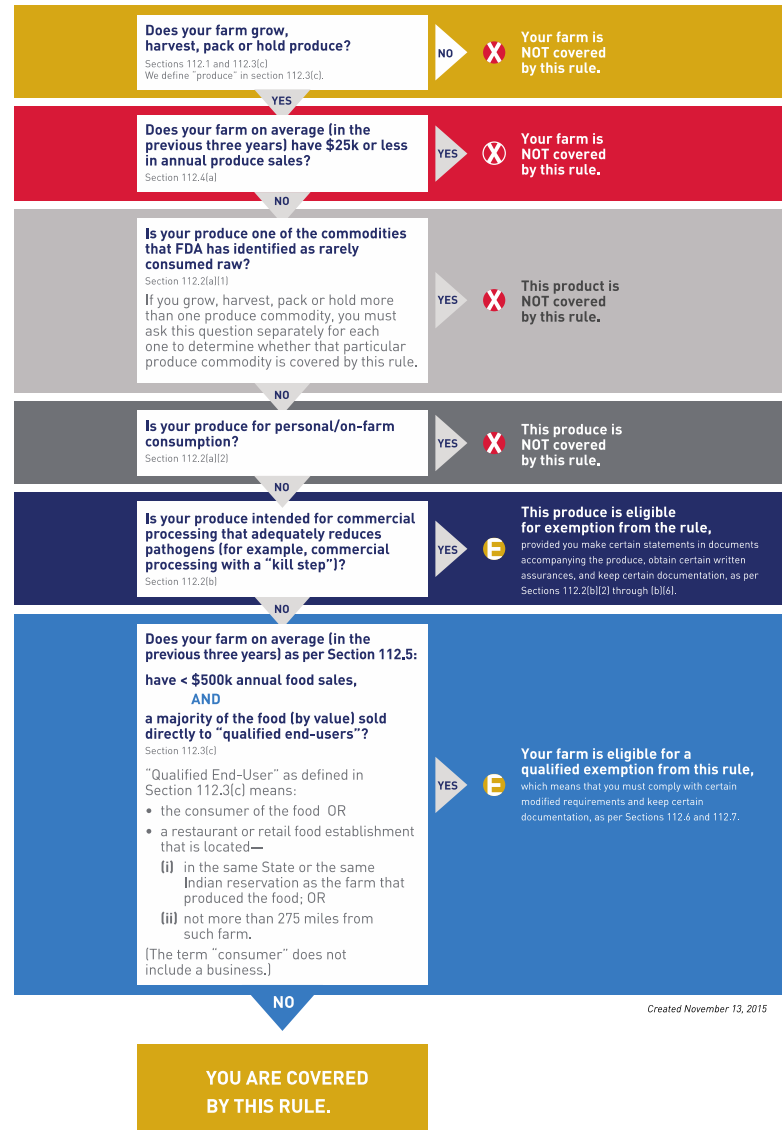 Does your farm grow,
harvest, pack or hold produce?
Sections 112.1 and 112.3(c)
We define “produce” in section 112.3(c).
NO
X
Your farm is
NOT covered
by this rule.
YES
Does your farm on average (in the
previous three years) have $25k or less
in annual produce sales?
Section 112.4(a)
YES
X
Your farm is
NOT covered
by this rule.
NO
Is your produce one of the commodities
that FDA has identified as rarely
consumed raw?
Section 112.2(a)(1)
If you grow, harvest, pack or hold more
than one produce commodity, you must
ask this question separately for each
one to determine whether that particular
produce commodity is covered by this rule.
YES
X
This product is
NOT covered
by this rule.
NO
Is your produce for personal/on-farm
consumption?
Section 112.2(a)(2)
YES
X
This produce is
NOT covered
by this rule.
NO
Is your produce intended for commercial
processing that adequately reduces
pathogens (for example, commercial
processing with a “kill step”)?
Section 112.2(b)
YES
E
This produce is eligible
for exemption from the rule,
provided you make certain statements in documents
accompanying the produce, obtain certain written
assurances, and keep certain documentation, as per
Sections 112.2(b)(2) through (b)(6).
NO
Does your farm on average (in the
previous three years) as per Section 112.5:
have < $500k annual food sales,
AND
a majority of the food (by value) sold
directly to “qualified end-users”?
Section 112.3(c)
“Qualified End-User” as defined in
Section 112.3(c) means:
• the consumer of the food OR
• a restaurant or retail food establishment
that is located—
(i) in the same State or the same
Indian reservation as the farm that
produced the food; OR
(ii) not more than 275 miles from
such farm.
(The term “consumer” does not
include a business.)
YES
E
Your farm is eligible for a
qualified exemption from this rule,
which means that you must comply with certain
modified requirements and keep certain
documentation, as per Sections 112.6 and 112.7.
NO
Created November 13, 2015
YOU ARE COVERED
BY THIS RULE.